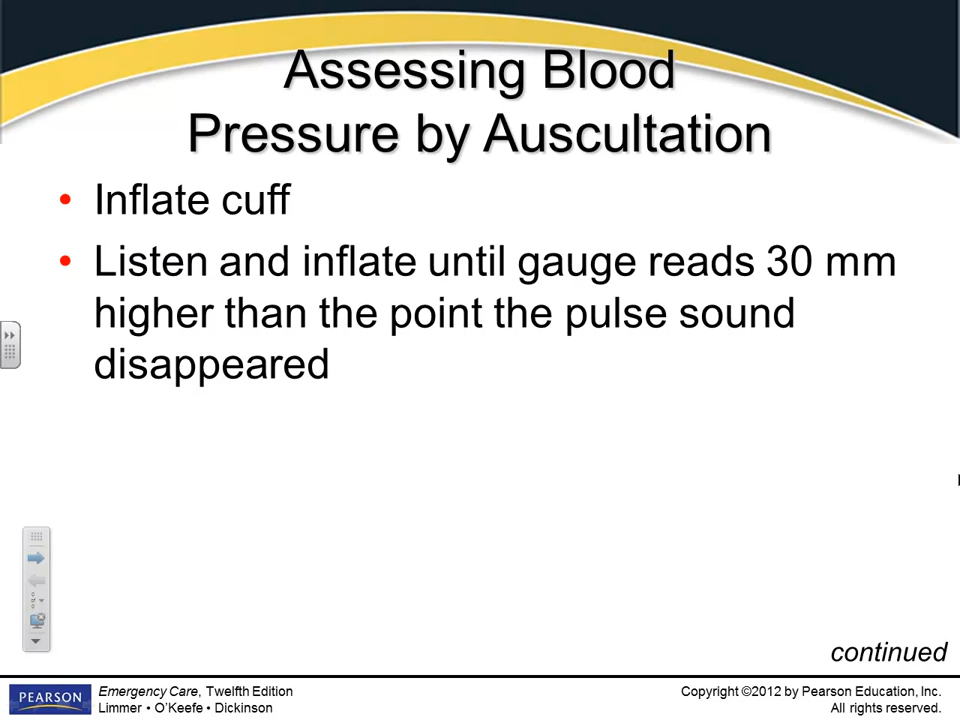 Assessing Blood
Pressure by Auscultation
• Inflate cuff
• Listen and inflate until gauge reads 30 mm
higher than the point the pulse sound
disappeared
continued
PEARSON
Emergency Care, Twelfth Edition
Limmer • O’Keefe • Dickinson
Copyright ©2012 by Pearson Education, Inc.
All rights reserved.